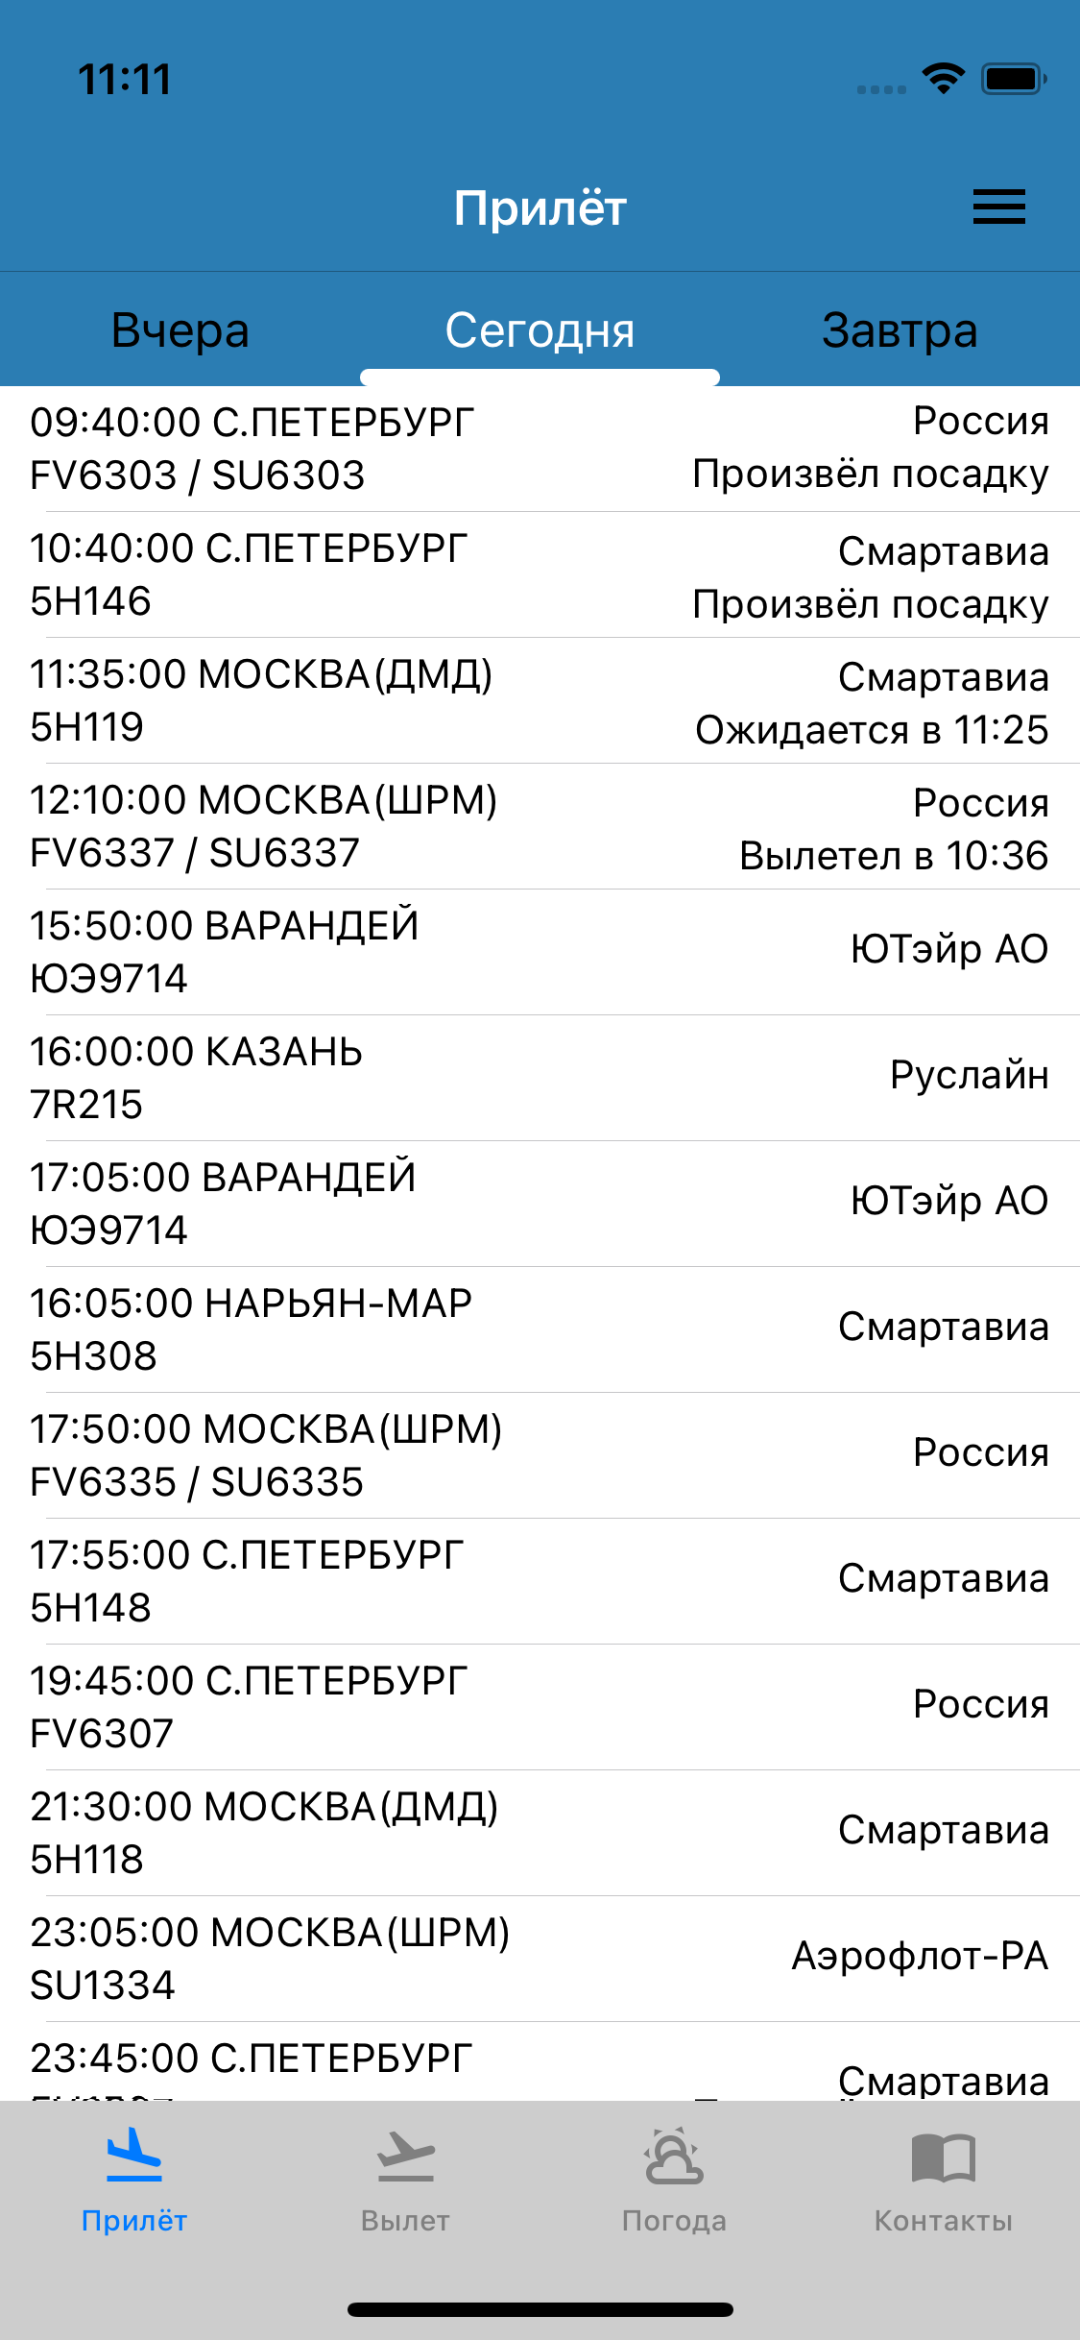 11:11
Прилёт
Вчера Сегодня Завтра
09:40:00 С.ПЕТЕРБУРГ Россия
FV6303 / SU6303 Произвёл посадку
10:40:00 С.ПЕТЕРБУРГ Смартавиа
5H146 Произвёл посадку
11:35:00 МОСКВА(ДМД) Смартавиа
5H119 Ожидается в 11:25
12:10:00 МОСКВА(ШРМ) Россия
FV6337 / SU6337 Вылетел в 10:36
15:50:00 ВАРАНДЕЙ ЮТэйр АО
ЮЭ9714
16:00:00 КАЗАНЬ Руслайн
7R215
17:05:00 ВАРАНДЕЙ ЮТэйр АО
ЮЭ9714
16:05:00 НАРЬЯН-МАР Смартавиа
5H308
17:50:00 МОСКВА(ШРМ) Россия
FV6335 / SU6335
17:55:00 С.ПЕТЕРБУРГ Смартавиа
5H148
19:45:00 С.ПЕТЕРБУРГ Россия
FV6307
21:30:00 МОСКВА(ДМД) Смартавиа
5H118
23:05:00 МОСКВА(ШРМ) Аэрофлот-РА
SU1334
23:45:00 С.ПЕТЕРБУРГ Смартавиа
Прилёт Вылет Погода Контакты